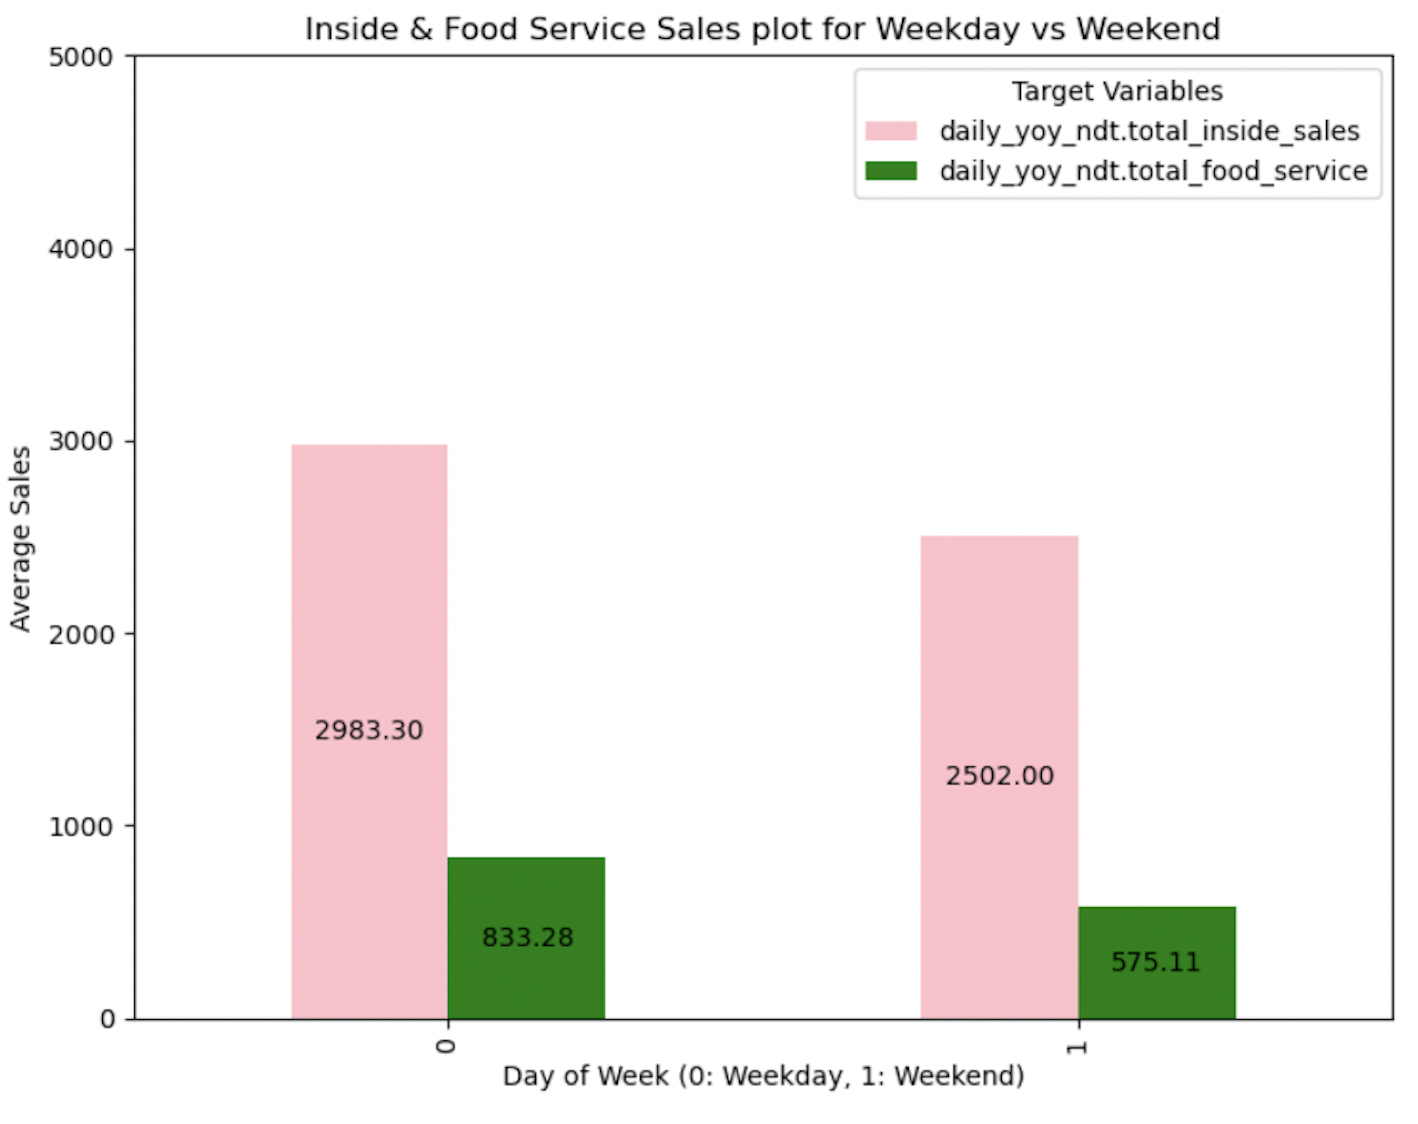 Inside & Food Service Sales plot for Weekday vs Weekend
5000
4000
3000
2000
1000
0
Average Sales
Target Variables
daily_yoy_ndt.total_inside_sales
daily_yoy_ndt.total_food_service
2983.30
833.28
2502.00
575.11
0
1
Day of Week (0: Weekday, 1: Weekend)